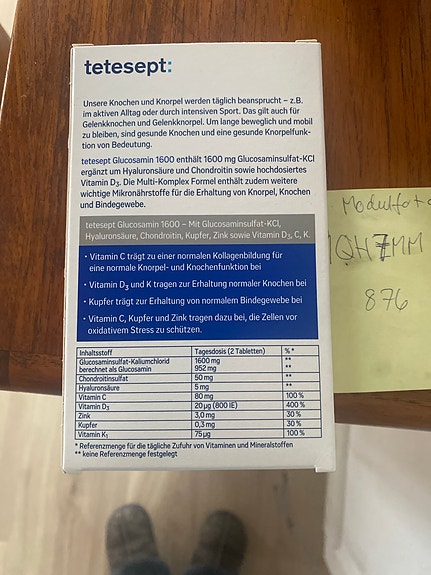 tetesept:
Unsere Knochen und Knorpel werden täglich beansprucht – z.B.
im aktiven Alltag oder durch intensiven Sport. Das gilt auch für
Gelenkknochen und Gelenkknorpel. Um lange beweglich und mobil
zu bleiben, sind gesunde Knochen und eine gesunde Knorpelfunk-
tion von Bedeutung.
tetesept Glucosamin 1600 enthält 1600 mg Glucosaminsulfat-KCl
ergänzt um Hyaluronsäure und Chondroitin sowie hochdosiertes
Vitamin D₃. Die Multi-Komplex Formel enthält zudem weitere
wichtige Mikronährstoffe für die Erhaltung von Knorpel, Knochen
und Bindegewebe.
tetesept Glucosamin 1600 – Mit Glucosaminsulfat-KCl,
Hyaluronsäure, Chondroitin, Kupfer, Zink sowie Vitamin D₃, C, K.
• Vitamin C trägt zu einer normalen Kollagenbildung für
eine normale Knorpel- und Knochenfunktion bei
• Vitamin D₃ und K tragen zur Erhaltung normaler Knochen bei
• Kupfer trägt zur Erhaltung von normalem Bindegewebe bei
• Vitamin C, Kupfer und Zink tragen dazu bei, die Zellen vor
oxidativem Stress zu schützen.
Inhaltsstoff Tagesdosis (2 Tabletten) %*
Glucosaminsulfat-Kaliumchlorid 1600 mg **
berechnet als Glucosamin 952 mg **
Chondroitinsulfat 50 mg **
Hyaluronsäure 5 mg **
Vitamin C 80 mg 100 %
Vitamin D₃ 20 µg (800 IE) 400 %
Zink 3,0 mg 30 %
Kupfer 0,3 mg 30 %
Vitamin K₁ 75 µg 100 %
* Referenzmenge für die tägliche Zufuhr von Vitaminen und Mineralstoffen
** keine Referenzmenge festgelegt
876